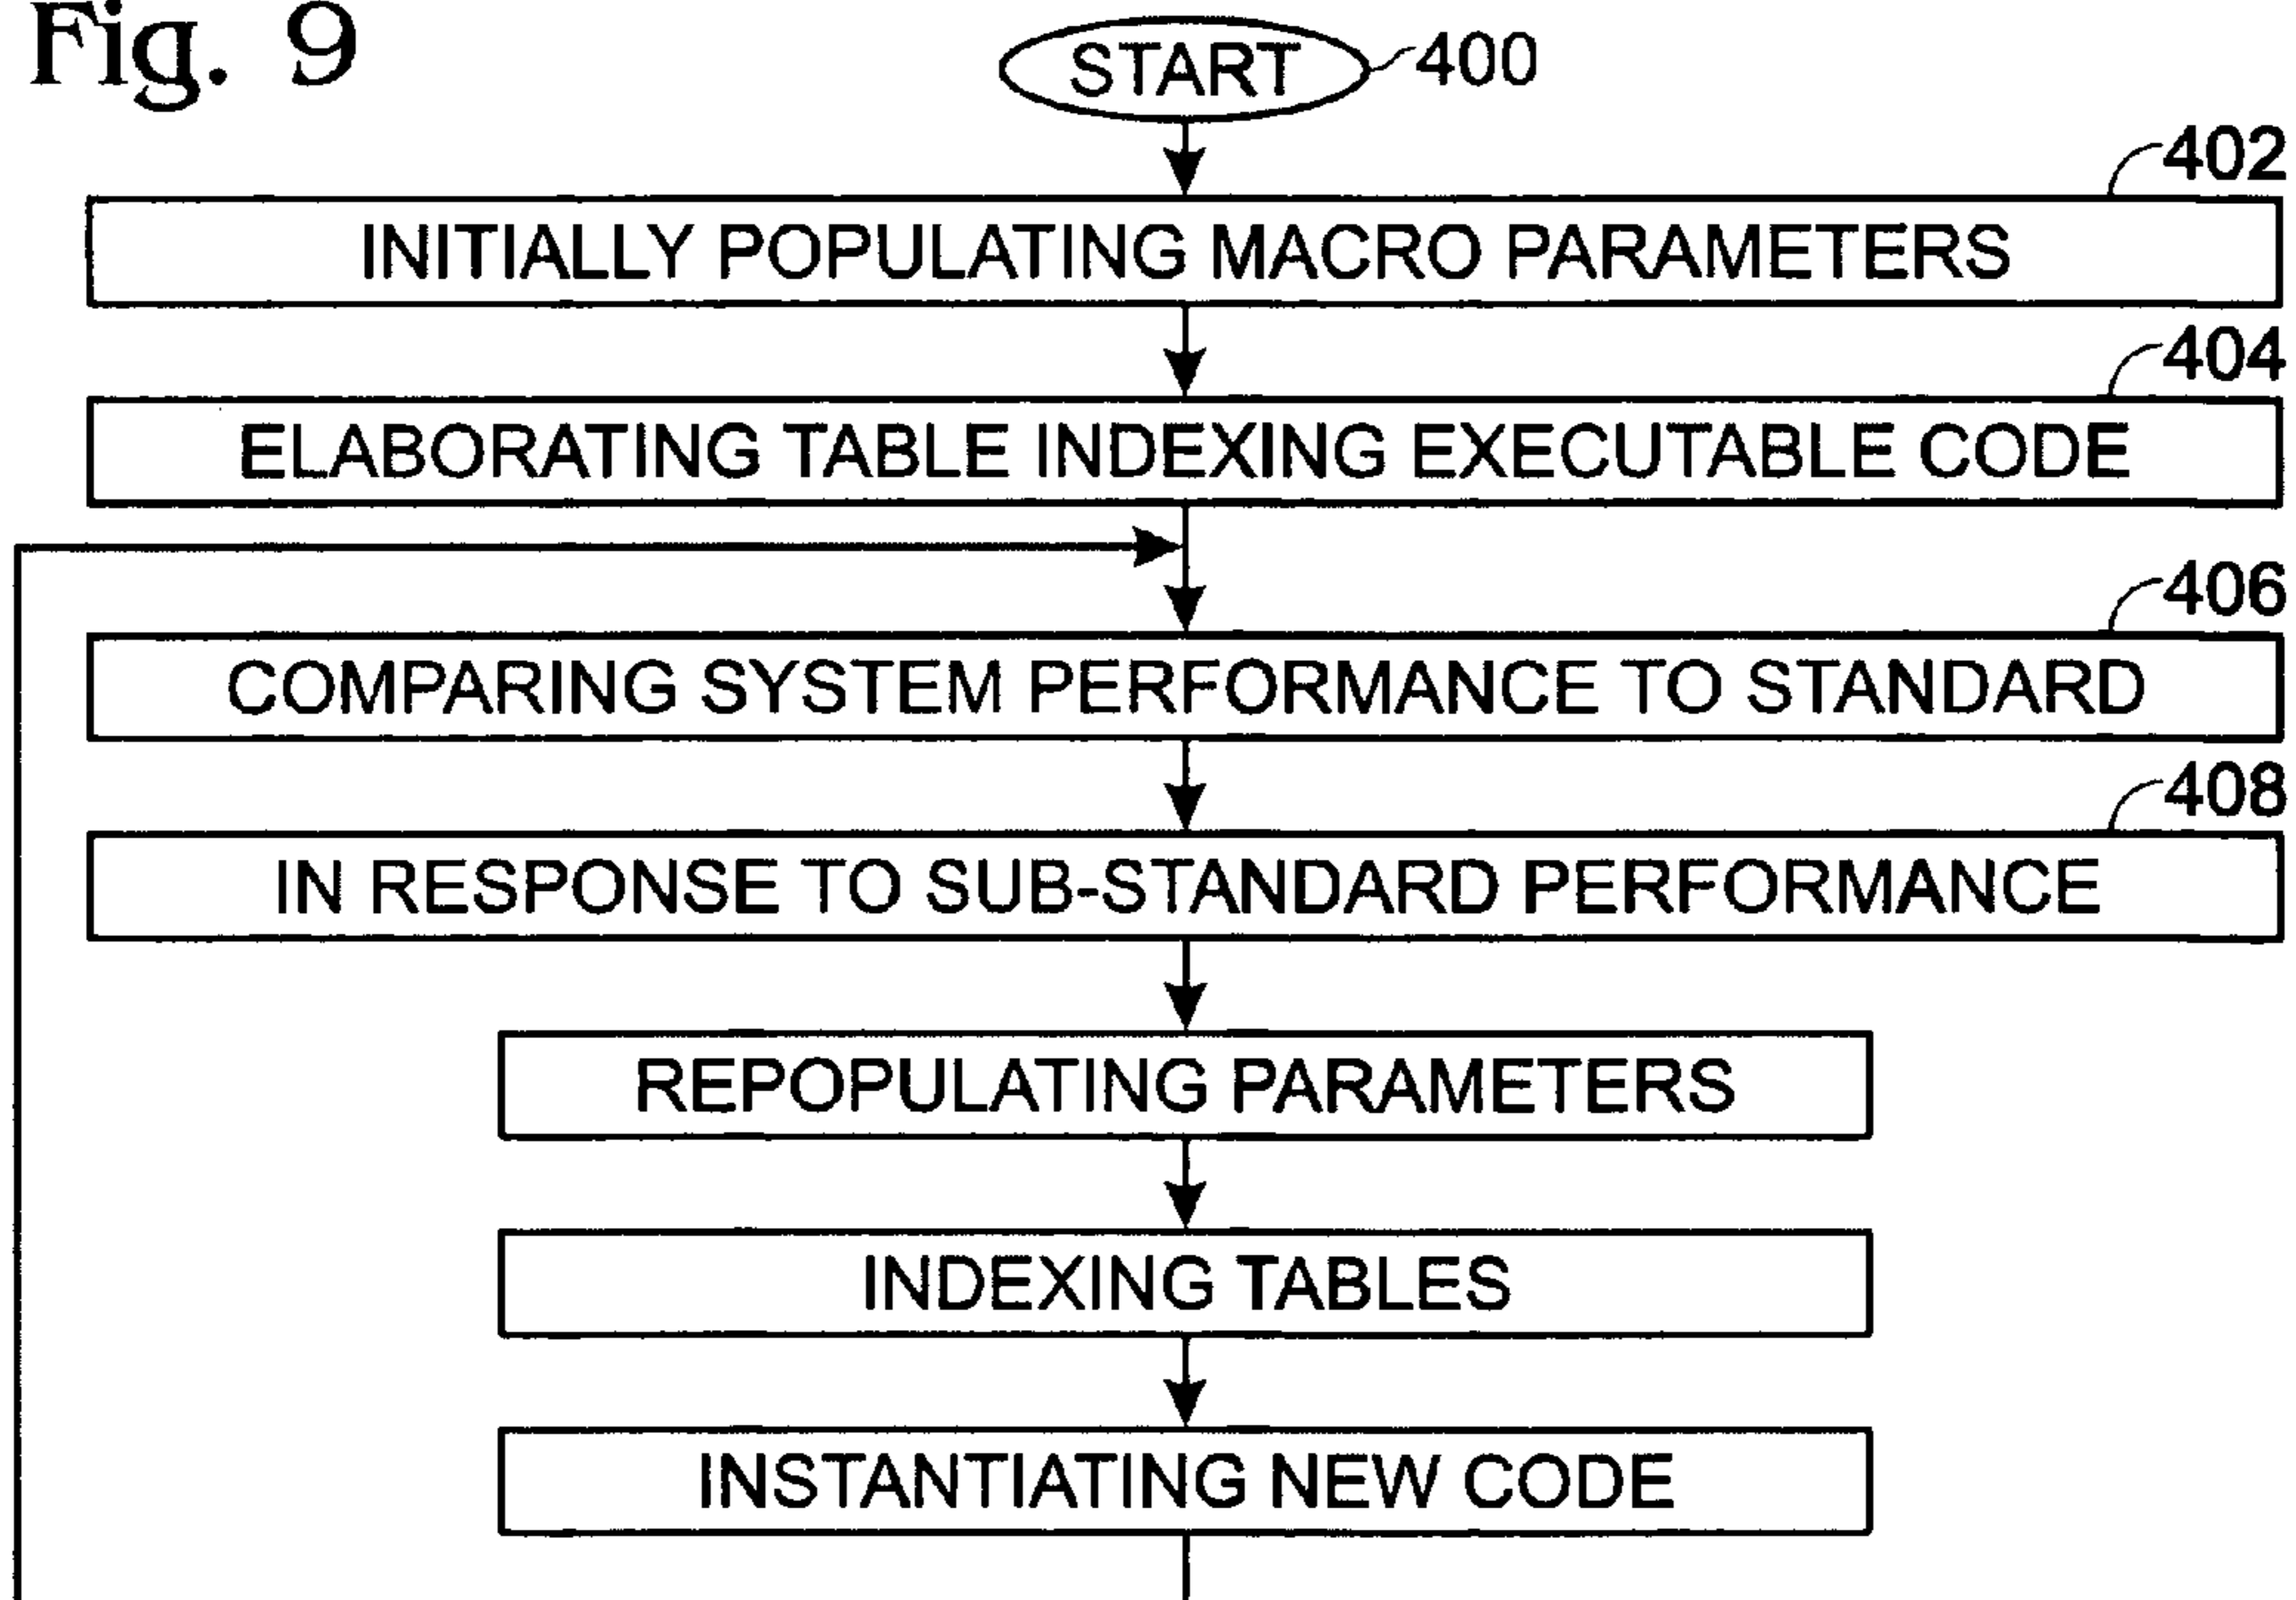 Fig. 9
START
400
402
INITIALLY POPULATING MACRO PARAMETERS
404
ELABORATING TABLE INDEXING EXECUTABLE CODE
406
COMPARING SYSTEM PERFORMANCE TO STANDARD
408
IN RESPONSE TO SUB-STANDARD PERFORMANCE
REPOPULATING PARAMETERS
INDEXING TABLES
INSTANTIATING NEW CODE